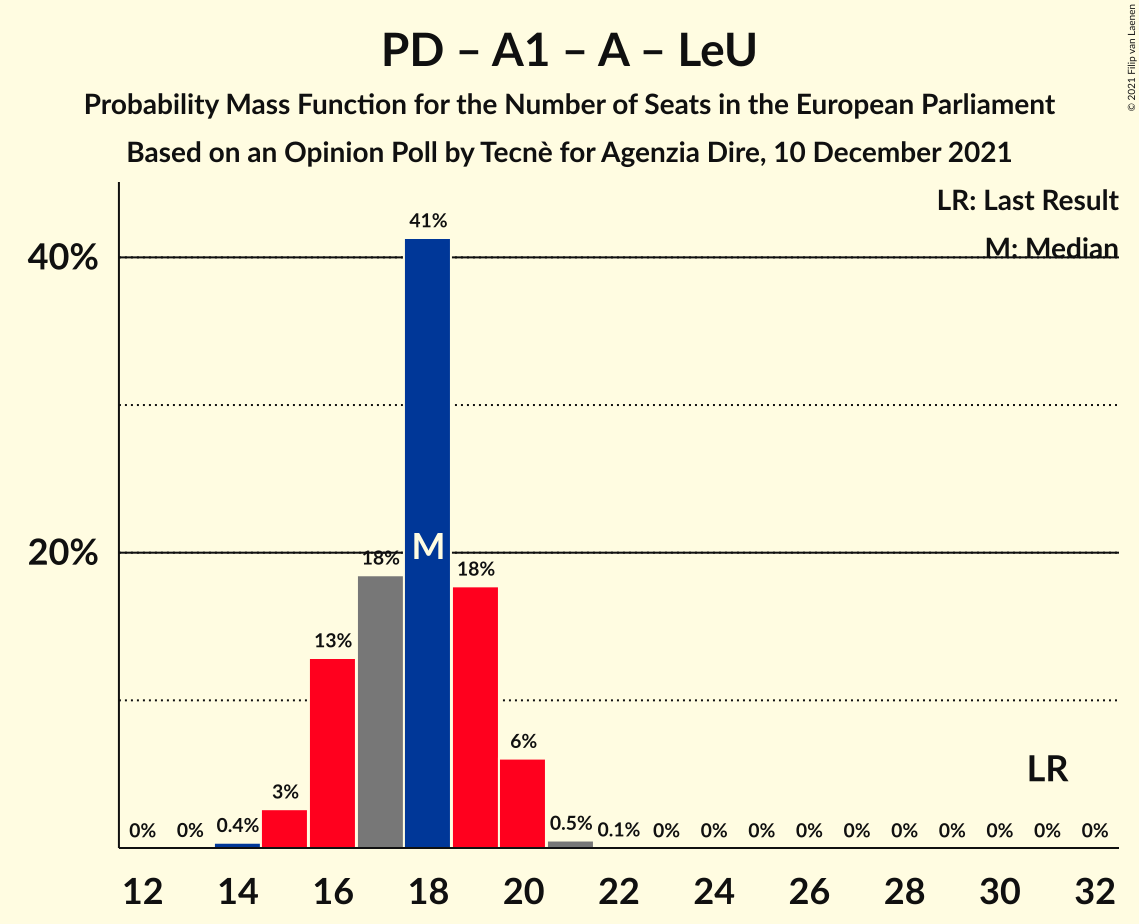 PD – A1 – A – LeU
Probability Mass Function for the Number of Seats in the European Parliament
Based on an Opinion Poll by Tecnè for Agenzia Dire, 10 December 2021
© 2021 Filip van Laenen
LR: Last Result
M: Median
40%
20%
0%
0%
0.4%
3%
13%
18%
41%
M
18%
6%
0.5%
0.1%
0%
0%
0%
0%
0%
0%
0%
0%
LR
0%
0%
12 14 16 18 20 22 24 26 28 30 32